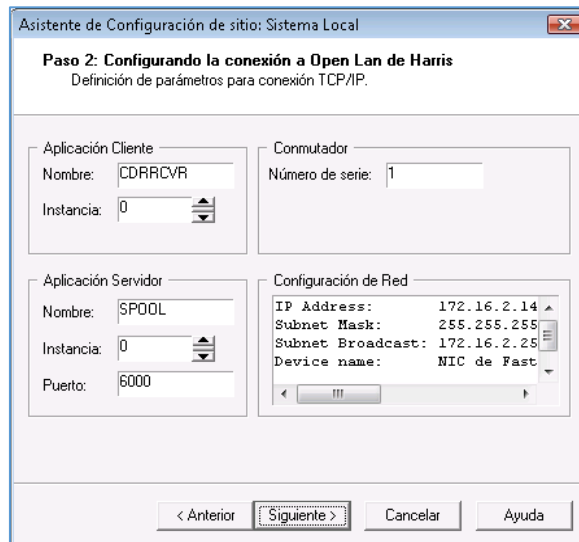 Asistente de Configuración de sitio: Sistema Local
Paso 2: Configurando la conexión a Open Lan de Harris
Definición de parámetros para conexión TCP/IP.
Aplicación Cliente
Nombre: CDRRCVR
Instancia: 0
Conmutador
Número de serie: 1
Aplicación Servidor
Nombre: SPOOL
Instancia: 0
Puerto: 6000
Configuración de Red
IP Address: 172.16.2.14
Subnet Mask: 255.255.255
Subnet Broadcast: 172.16.2.25
Device name: NIC de Fast
< Anterior
Siguiente >
Cancelar
Ayuda